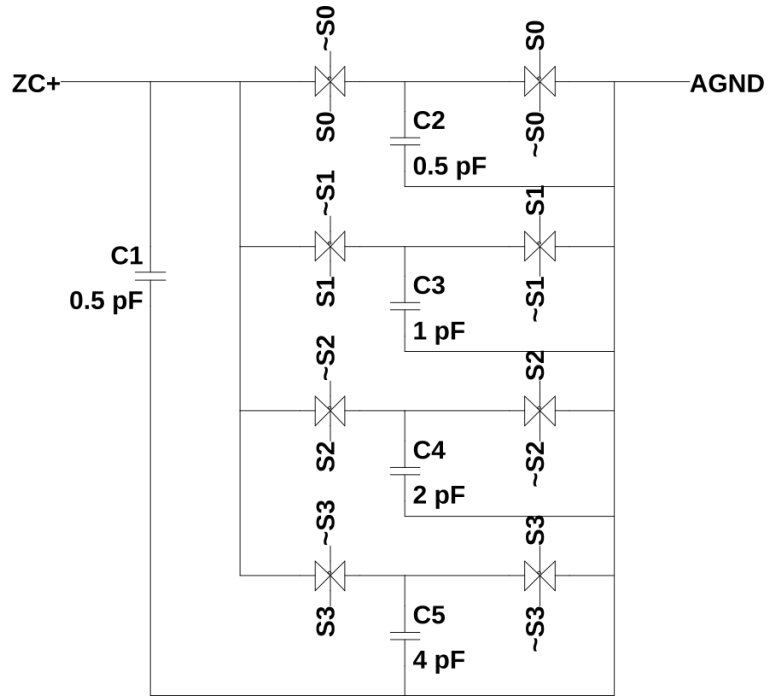 ~S0
S0
ZC+
AGND
S0
~S0
C2
0.5 pF
~S1
S1
C1
0.5 pF
S1
~S1
C3
1 pF
~S2
S2
S2
~S2
C4
2 pF
~S3
S3
S3
~S3
C5
4 pF